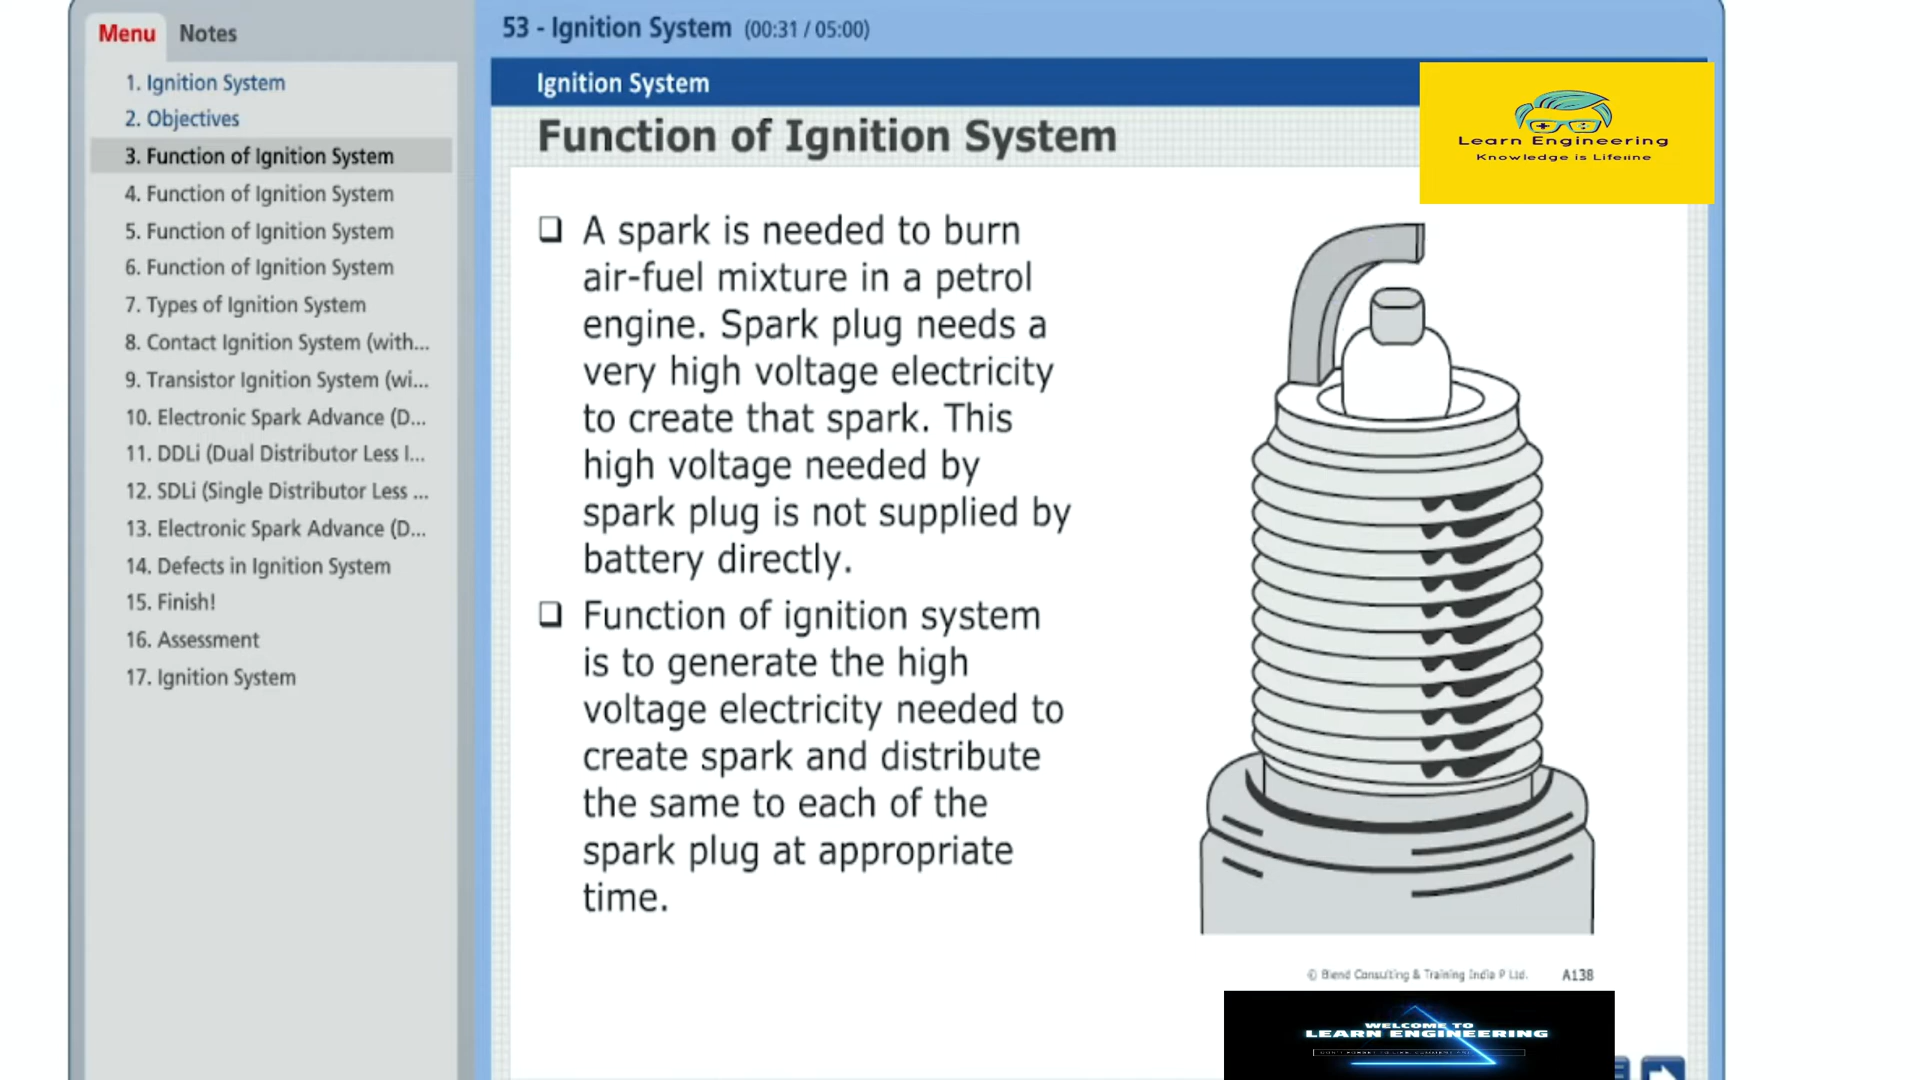 Menu Notes
1. Ignition System
2. Objectives
3. Function of Ignition System
4. Function of Ignition System
5. Function of Ignition System
6. Function of Ignition System
7. Types of Ignition System
8. Contact Ignition System (with...
9. Transistor Ignition System (wi...
10. Electronic Spark Advance (D...
11. DDLi (Dual Distributor Less I...
12. SDLi (Single Distributor Less ...
13. Electronic Spark Advance (D...
14. Defects in Ignition System
15. Finish!
16. Assessment
17. Ignition System
53 - Ignition System (00:31 / 05:00)
Ignition System
Function of Ignition System
Learn Engineering
Knowledge is Lifeline
❑ A spark is needed to burn
air-fuel mixture in a petrol
engine. Spark plug needs a
very high voltage electricity
to create that spark. This
high voltage needed by
spark plug is not supplied by
battery directly.
❑ Function of ignition system
is to generate the high
voltage electricity needed to
create spark and distribute
the same to each of the
spark plug at appropriate
time.
© Blend Consulting & Training India P Ltd. A138
WELCOME TO
LEARN ENGINEERING
DON'T FORGET TO LIKE, COMMENT